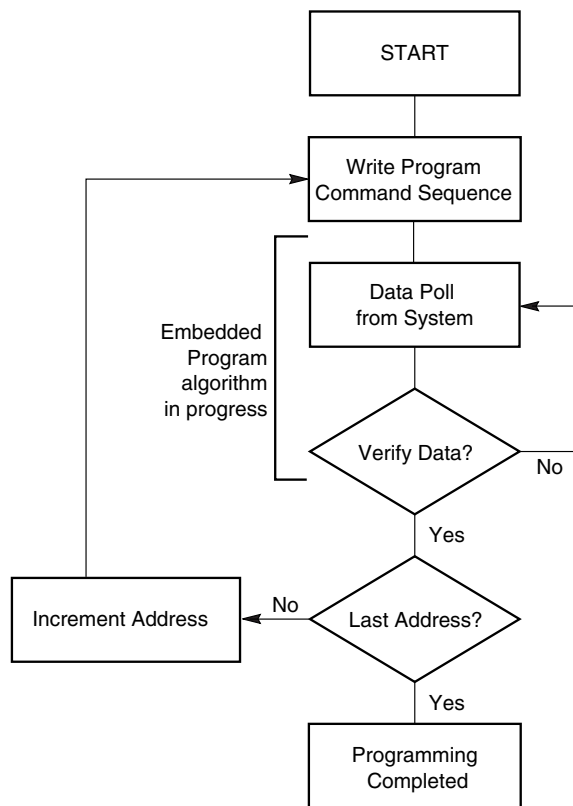 START
Write Program
Command Sequence
Data Poll
from System
Embedded
Program
algorithm
in progress
Verify Data?
No
Yes
Last Address?
No
Increment Address
Yes
Programming
Completed